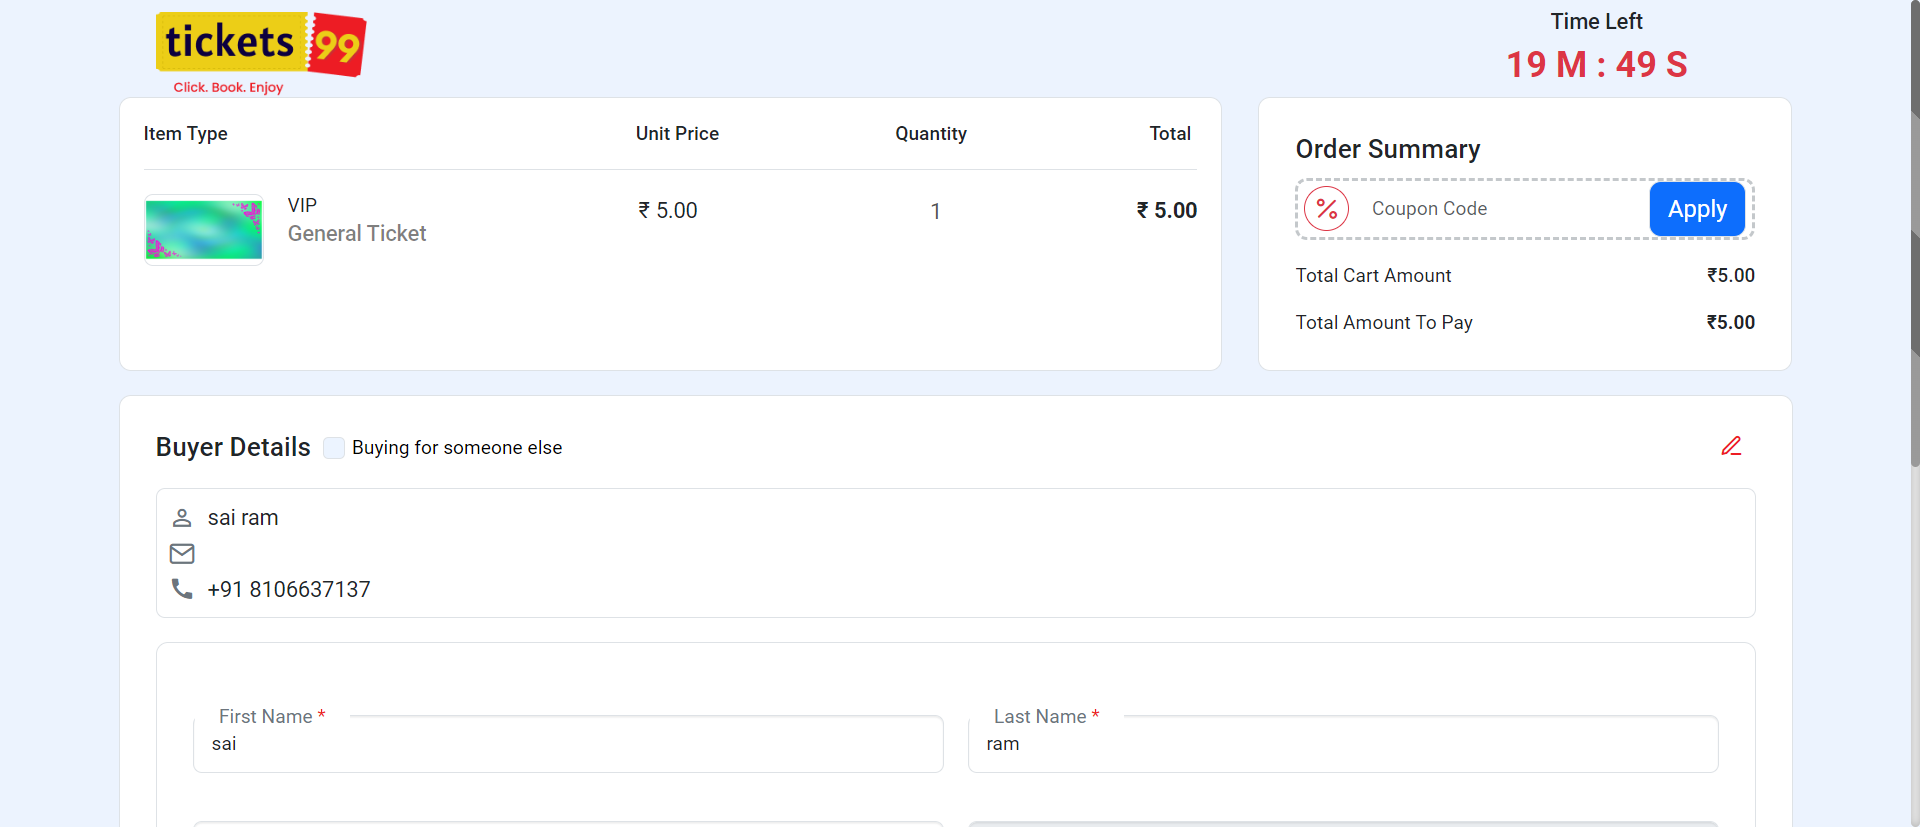 tickets 99
Click. Book. Enjoy
Time Left
19 M : 49 S
Item Type Unit Price Quantity Total
VIP ₹ 5.00 1 ₹ 5.00
General Ticket
Order Summary
% Coupon Code Apply
Total Cart Amount ₹5.00
Total Amount To Pay ₹5.00
Buyer Details Buying for someone else
sai ram
+91 8106637137
First Name * Last Name *
sai ram